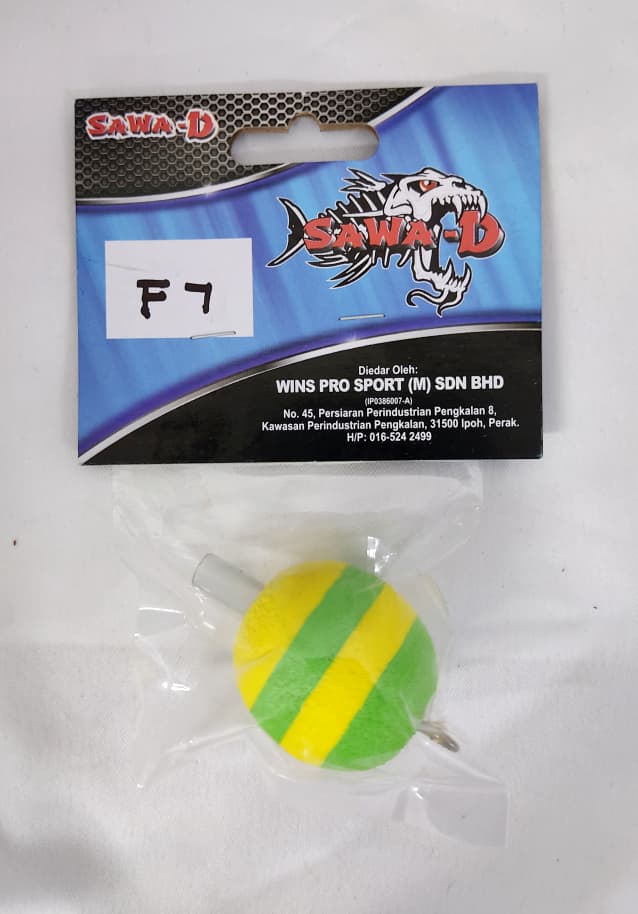 SAWA-D
SAWA-D
F7
Diedar Oleh:
WINS PRO SPORT (M) SDN BHD
(IP0386007-A)
No. 45, Persiaran Perindustrian Pengkalan 8,
Kawasan Perindustrian Pengkalan, 31500 Ipoh, Perak.
H/P: 016-524 2499